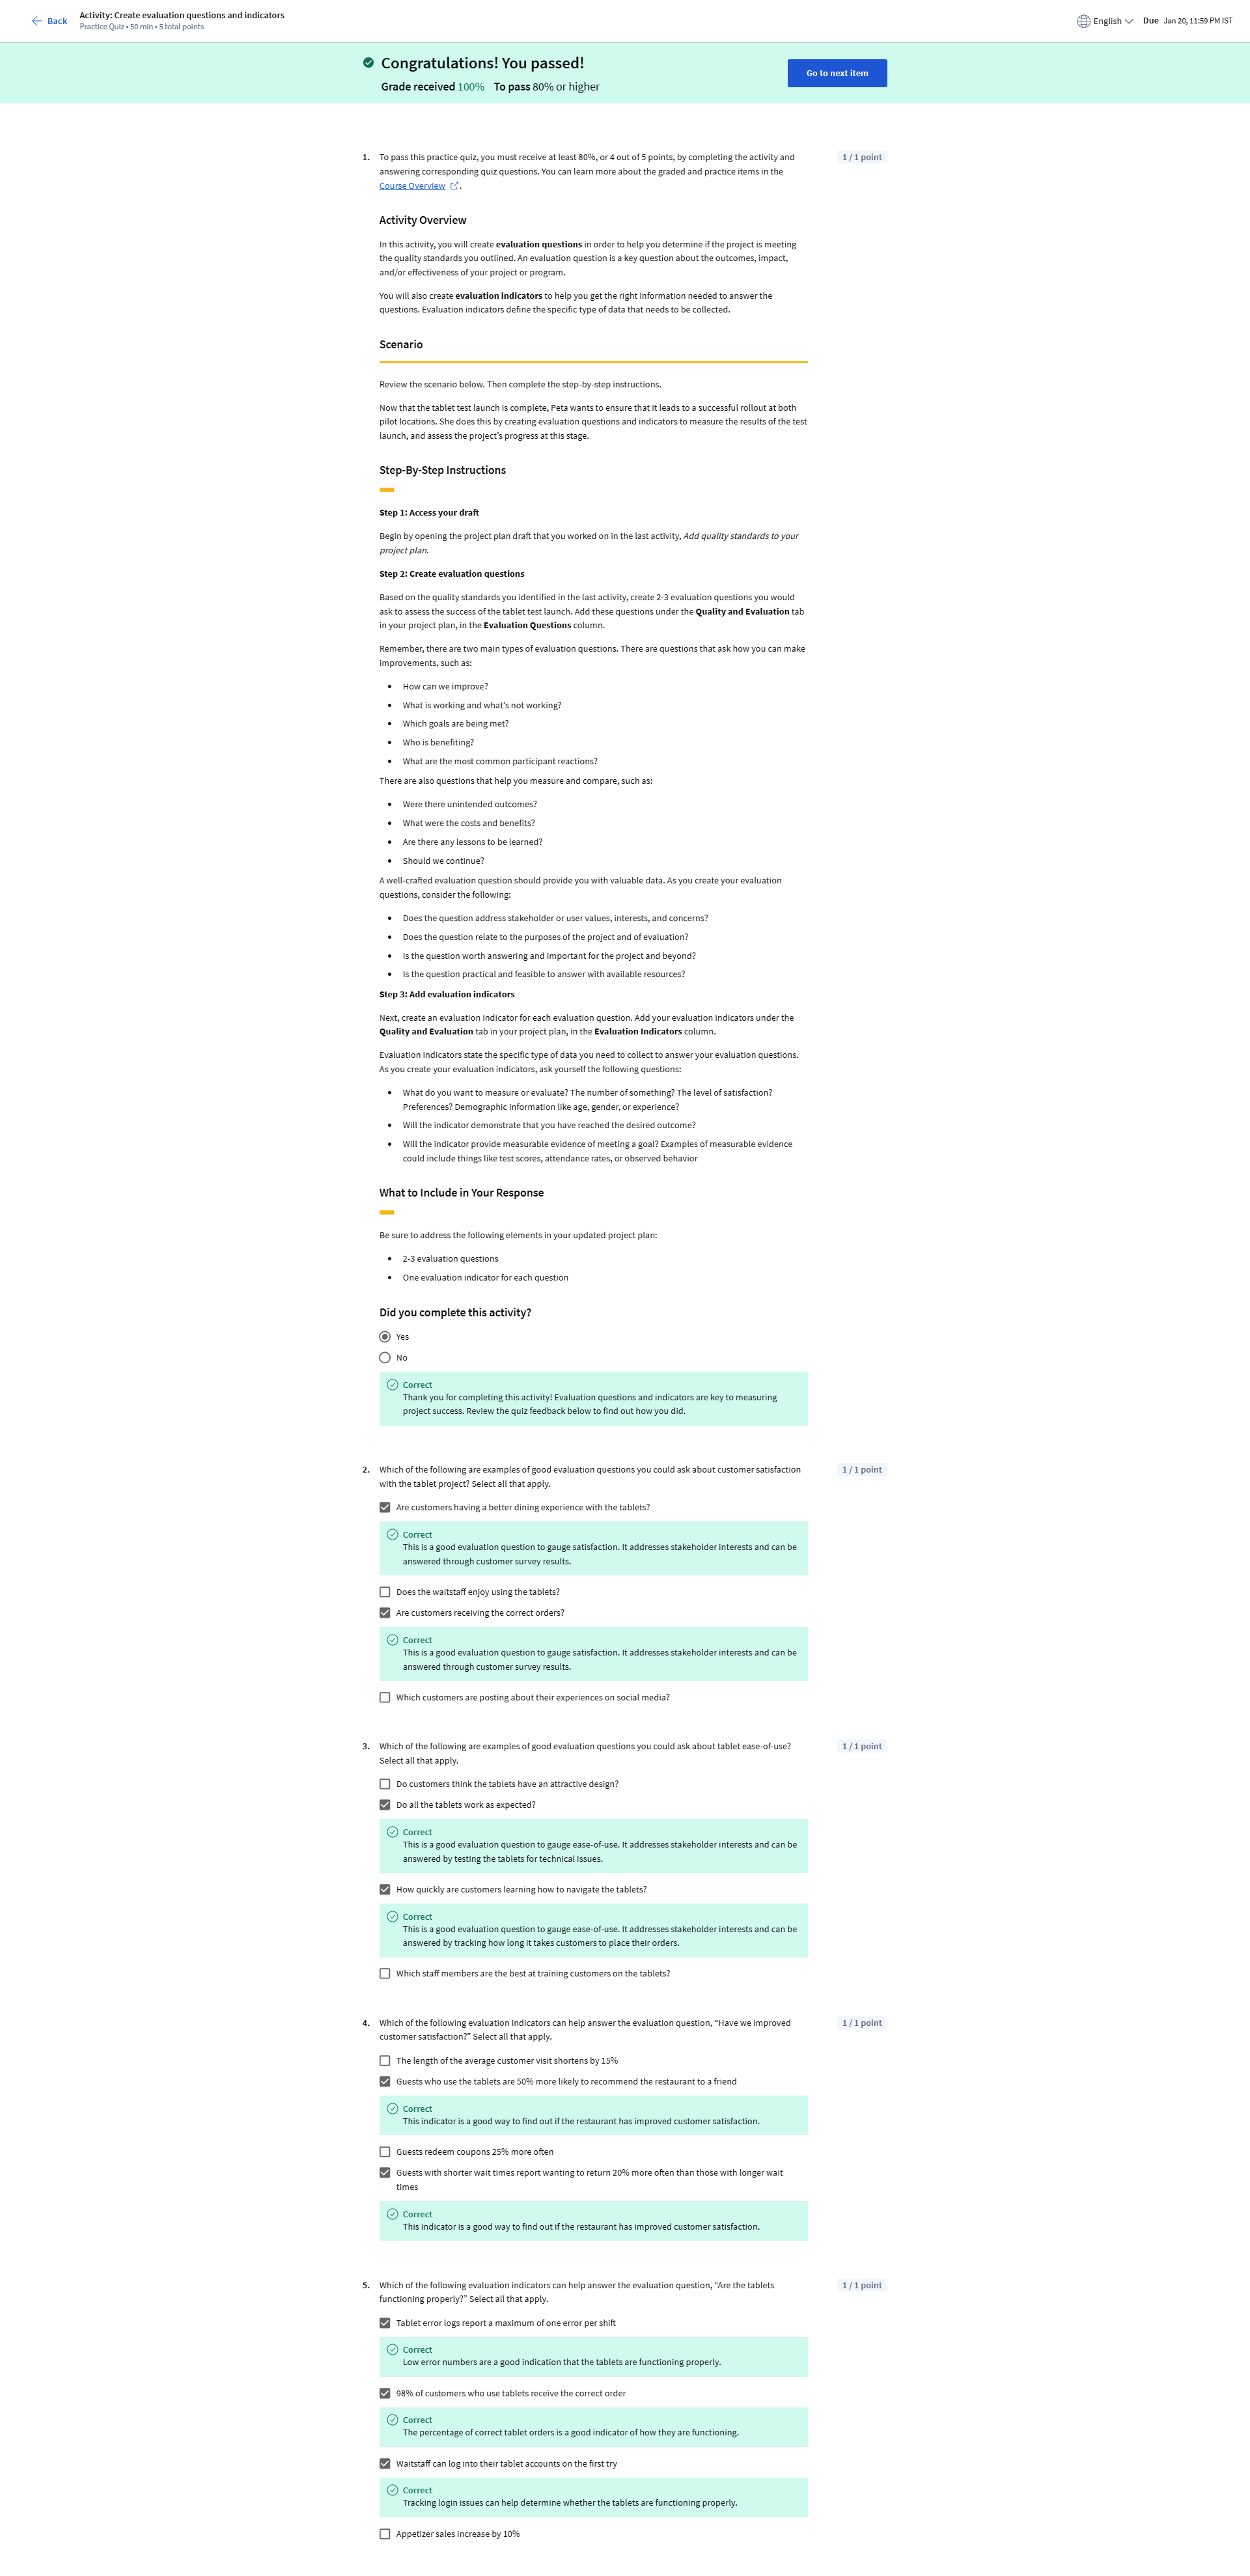 Back
Activity: Create evaluation questions and indicators
Practice Quiz • 50 min • 5 total points
English
Due Jan 20, 11:59 PM IST
Congratulations! You passed!
Grade received 100% To pass 80% or higher
Go to next item
1. To pass this practice quiz, you must receive at least 80%, or 4 out of 5 points, by completing the activity and
answering corresponding quiz questions. You can learn more about the graded and practice items in the
Course Overview .
1 / 1 point
Activity Overview
In this activity, you will create evaluation questions in order to help you determine if the project is meeting
the quality standards you outlined. An evaluation question is a key question about the outcomes, impact,
and/or effectiveness of your project or program.
You will also create evaluation indicators to help you get the right information needed to answer the
questions. Evaluation indicators define the specific type of data that needs to be collected.
Scenario
Review the scenario below. Then complete the step-by-step instructions.
Now that the tablet test launch is complete, Peta wants to ensure that it leads to a successful rollout at both
pilot locations. She does this by creating evaluation questions and indicators to measure the results of the test
launch, and assess the project's progress at this stage.
Step-By-Step Instructions
Step 1: Access your draft
Begin by opening the project plan draft that you worked on in the last activity, Add quality standards to your
project plan.
Step 2: Create evaluation questions
Based on the quality standards you identified in the last activity, create 2-3 evaluation questions you would
ask to assess the success of the tablet test launch. Add these questions under the Quality and Evaluation tab
in your project plan, in the Evaluation Questions column.
Remember, there are two main types of evaluation questions. There are questions that ask how you can make
improvements, such as:
• How can we improve?
• What is working and what's not working?
• Which goals are being met?
• Who is benefiting?
• What are the most common participant reactions?
There are also questions that help you measure and compare, such as:
• Were there unintended outcomes?
• What were the costs and benefits?
• Are there any lessons to be learned?
• Should we continue?
A well-crafted evaluation question should provide you with valuable data. As you create your evaluation
questions, consider the following:
• Does the question address stakeholder or user values, interests, and concerns?
• Does the question relate to the purposes of the project and of evaluation?
• Is the question worth answering and important for the project and beyond?
• Is the question practical and feasible to answer with available resources?
Step 3: Add evaluation indicators
Next, create an evaluation indicator for each evaluation question. Add your evaluation indicators under the
Quality and Evaluation tab in your project plan, in the Evaluation Indicators column.
Evaluation indicators state the specific type of data you need to collect to answer your evaluation questions.
As you create your evaluation indicators, ask yourself the following questions:
• What do you want to measure or evaluate? The number of something? The level of satisfaction?
Preferences? Demographic information like age, gender, or experience?
• Will the indicator demonstrate that you have reached the desired outcome?
• Will the indicator provide measurable evidence of meeting a goal? Examples of measurable evidence
could include things like test scores, attendance rates, or observed behavior
What to Include in Your Response
Be sure to address the following elements in your updated project plan:
• 2-3 evaluation questions
• One evaluation indicator for each question
Did you complete this activity?
Yes
No
Correct
Thank you for completing this activity! Evaluation questions and indicators are key to measuring
project success. Review the quiz feedback below to find out how you did.
2. Which of the following are examples of good evaluation questions you could ask about customer satisfaction
with the tablet project? Select all that apply.
1 / 1 point
Are customers having a better dining experience with the tablets?
Correct
This is a good evaluation question to gauge satisfaction. It addresses stakeholder interests and can be
answered through customer survey results.
Does the waitstaff enjoy using the tablets?
Are customers receiving the correct orders?
Correct
This is a good evaluation question to gauge satisfaction. It addresses stakeholder interests and can be
answered through customer survey results.
Which customers are posting about their experiences on social media?
3. Which of the following are examples of good evaluation questions you could ask about tablet ease-of-use?
Select all that apply.
1 / 1 point
Do customers think the tablets have an attractive design?
Do all the tablets work as expected?
Correct
This is a good evaluation question to gauge ease-of-use. It addresses stakeholder interests and can be
answered by testing the tablets for technical issues.
How quickly are customers learning how to navigate the tablets?
Correct
This is a good evaluation question to gauge ease-of-use. It addresses stakeholder interests and can be
answered by tracking how long it takes customers to place their orders.
Which staff members are the best at training customers on the tablets?
4. Which of the following evaluation indicators can help answer the evaluation question, “Have we improved
customer satisfaction?” Select all that apply.
1 / 1 point
The length of the average customer visit shortens by 15%
Guests who use the tablets are 50% more likely to recommend the restaurant to a friend
Correct
This indicator is a good way to find out if the restaurant has improved customer satisfaction.
Guests redeem coupons 25% more often
Guests with shorter wait times report wanting to return 20% more often than those with longer wait
times
Correct
This indicator is a good way to find out if the restaurant has improved customer satisfaction.
5. Which of the following evaluation indicators can help answer the evaluation question, “Are the tablets
functioning properly?” Select all that apply.
1 / 1 point
Tablet error logs report a maximum of one error per shift
Correct
Low error numbers are a good indication that the tablets are functioning properly.
98% of customers who use tablets receive the correct order
Correct
The percentage of correct tablet orders is a good indicator of how they are functioning.
Waitstaff can log into their tablet accounts on the first try
Correct
Tracking login issues can help determine whether the tablets are functioning properly.
Appetizer sales increase by 10%